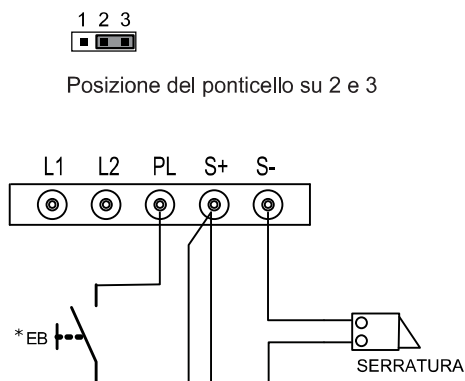 1 2 3
Posizione del ponticello su 2 e 3
L1 L2 PL S+ S-
*EB
SERRATURA